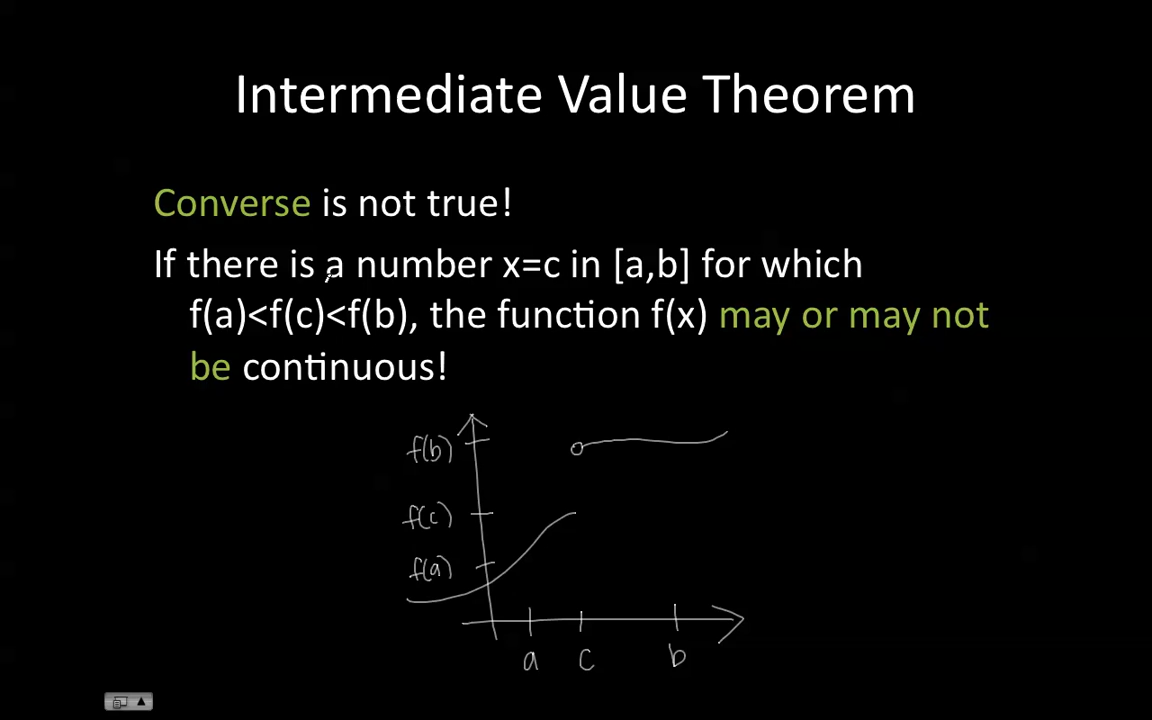 Intermediate Value Theorem
Converse is not true!
If there is a number x=c in [a,b] for which
f(a)<f(c)<f(b), the function f(x) may or may not
be continuous!
f(b)
f(c)
f(a)
a c b